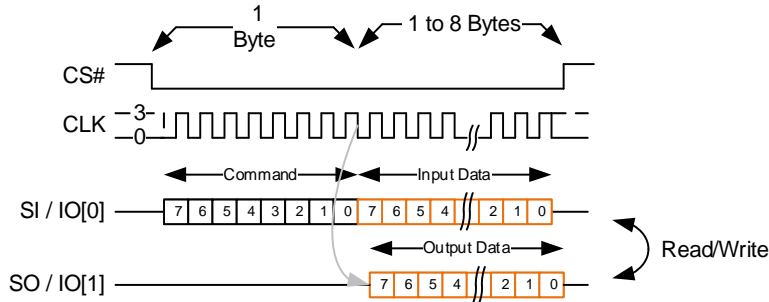 1 Byte
1 to 8 Bytes
CS#
CLK
3
0
Command
Input Data
SI / IO[0]
7 6 5 4 3 2 1 0 7 6 5 4 2 1 0
Output Data
Read/Write
SO / IO[1]
7 6 5 4 2 1 0